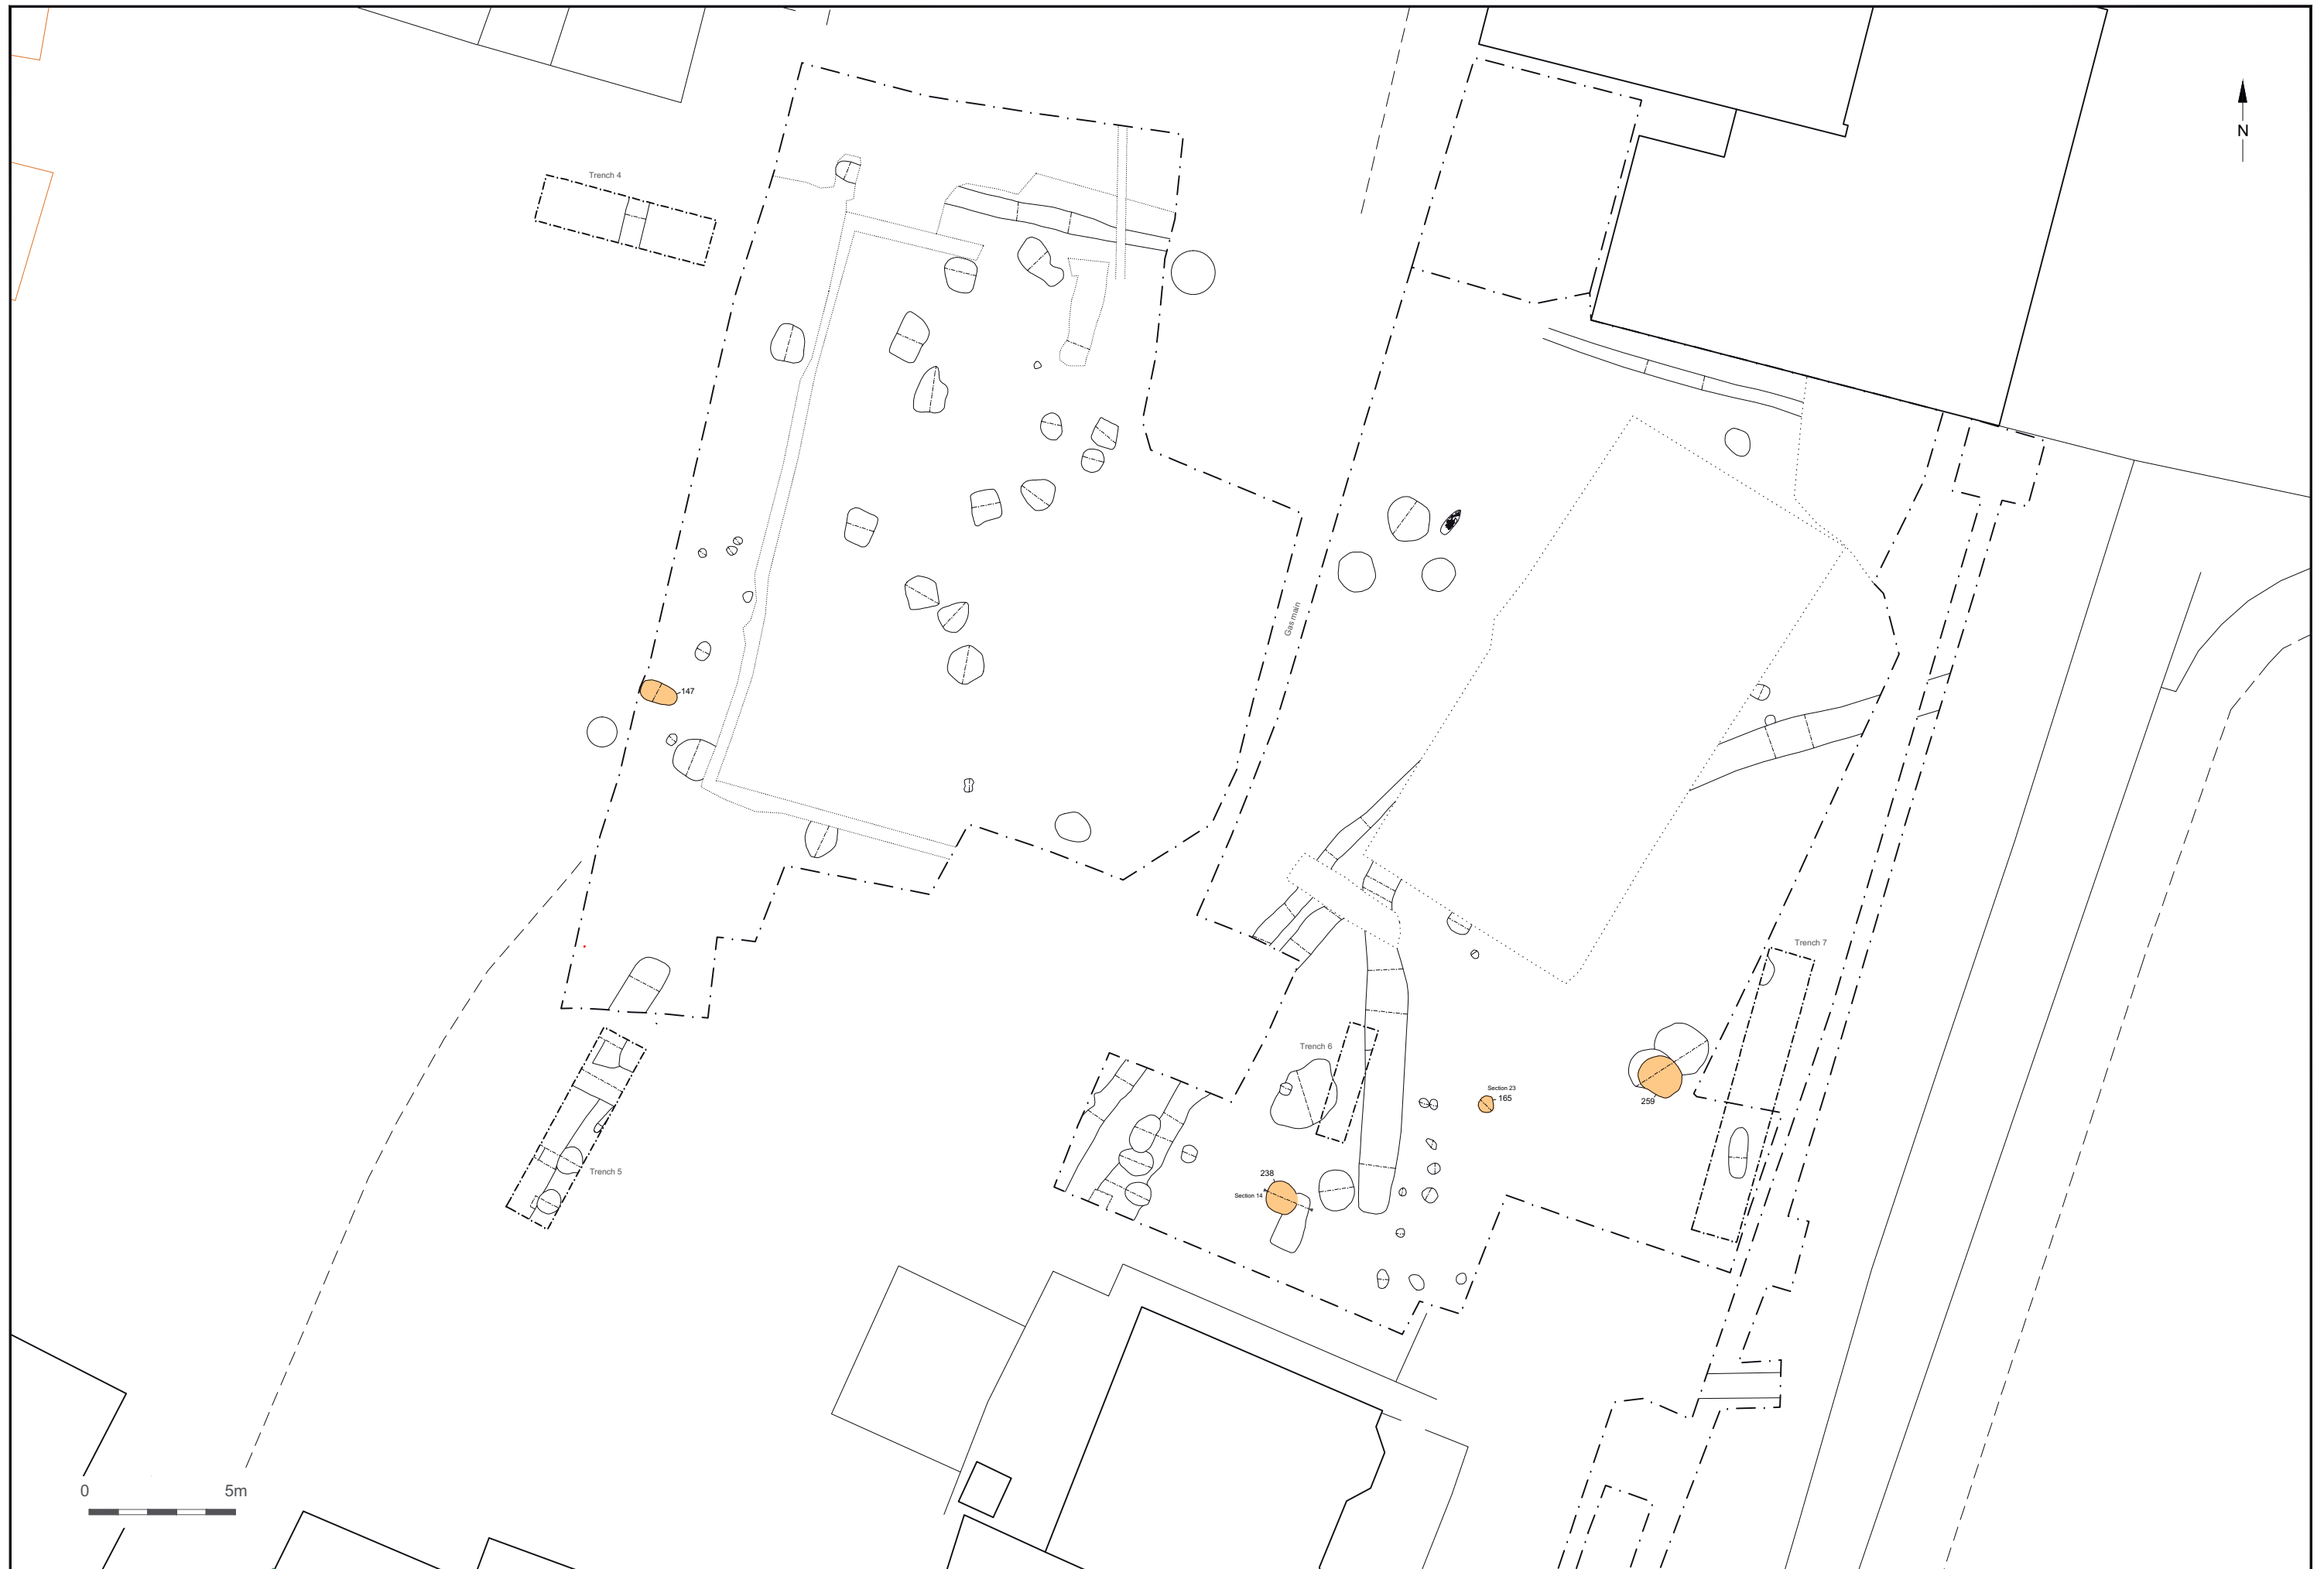 N
Trench 4
Gas main
147
Trench 7
Trench 6
Section 23
165
259
Trench 5
238
Section 14
0 5m